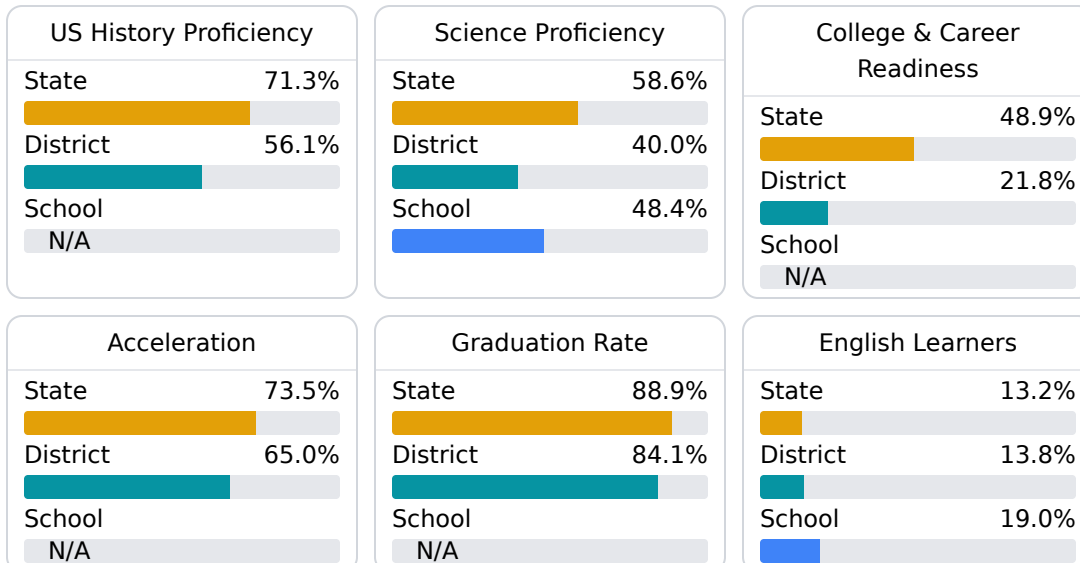 US History Proficiency
State 71.3%
District 56.1%
School
N/A
Science Proficiency
State 58.6%
District 40.0%
School 48.4%
College & Career
Readiness
State 48.9%
District 21.8%
School
N/A
Acceleration
State 73.5%
District 65.0%
School
N/A
Graduation Rate
State 88.9%
District 84.1%
School
N/A
English Learners
State 13.2%
District 13.8%
School 19.0%